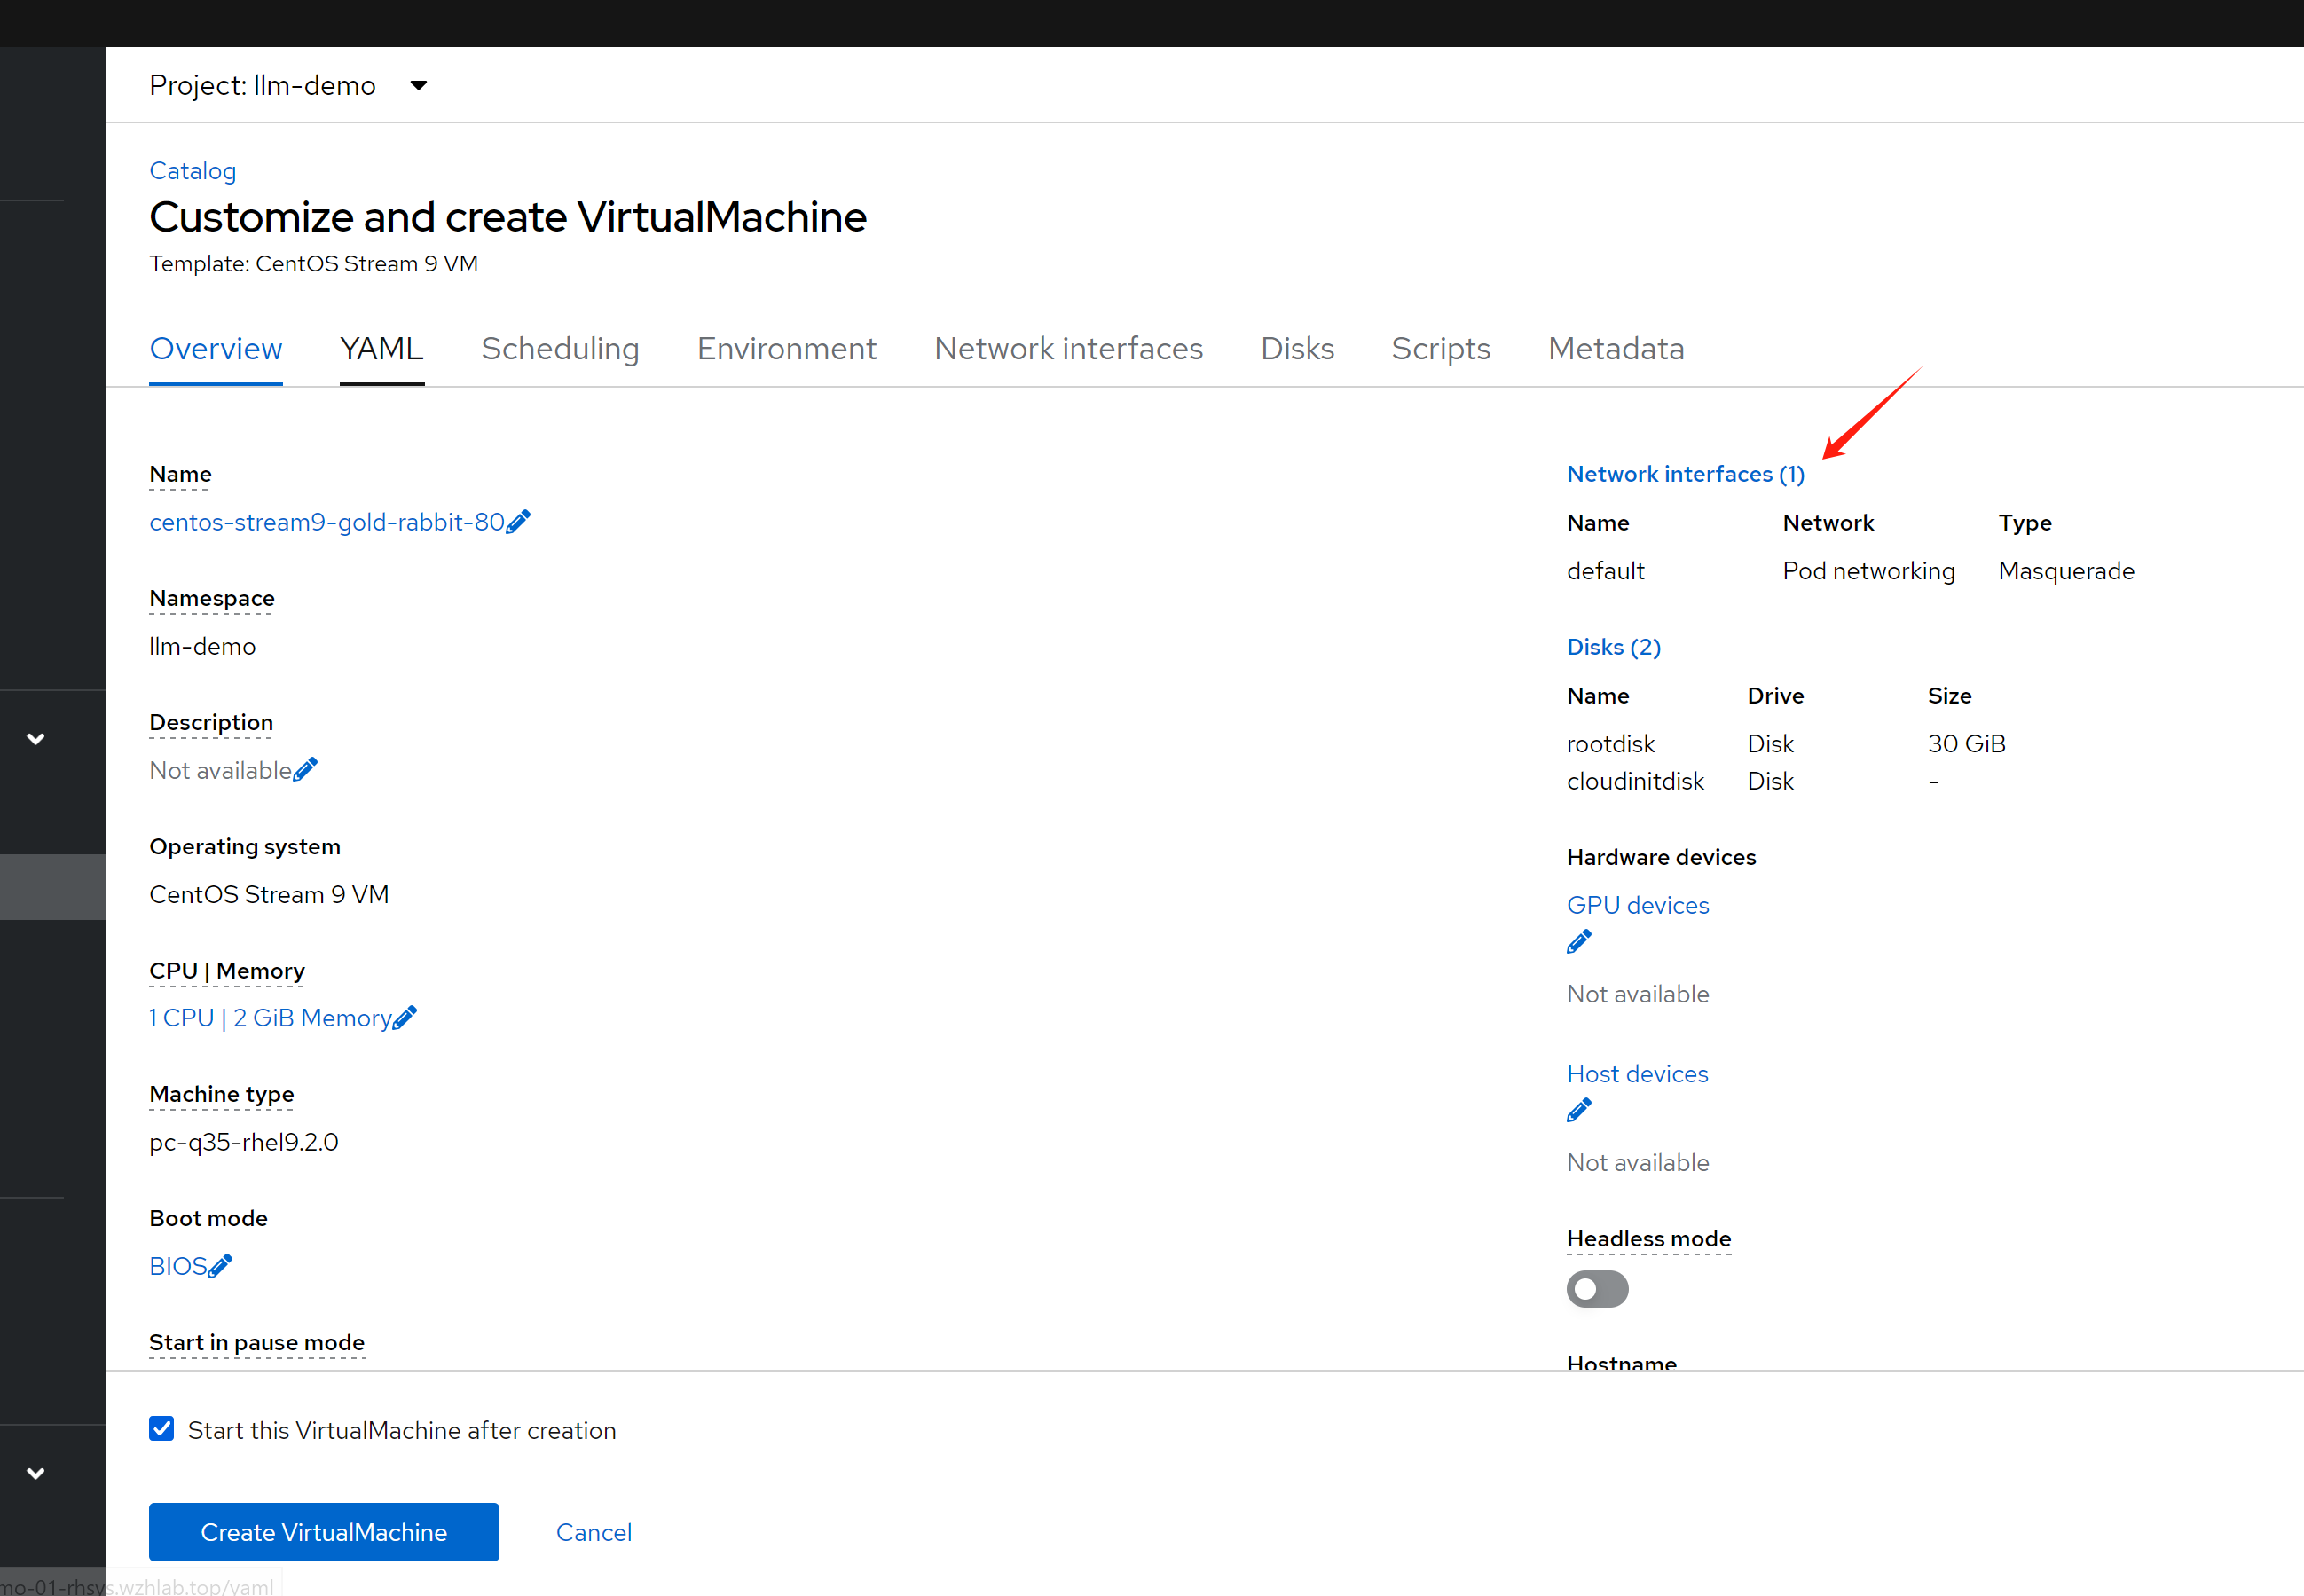 Project: llm-demo
Catalog
Customize and create VirtualMachine
Template: CentOS Stream 9 VM
Overview YAML Scheduling Environment Network interfaces Disks Scripts Metadata
Name
centos-stream9-gold-rabbit-80
Namespace
llm-demo
Description
Not available
Operating system
CentOS Stream 9 VM
CPU | Memory
1 CPU | 2 GiB Memory
Machine type
pc-q35-rhel9.2.0
Boot mode
BIOS
Start in pause mode
Network interfaces (1)
Name Network Type
default Pod networking Masquerade
Disks (2)
Name Drive Size
rootdisk Disk 30 GiB
cloudinitdisk Disk -
Hardware devices
GPU devices
Not available
Host devices
Not available
Headless mode
Hostname
Start this VirtualMachine after creation
Create VirtualMachine Cancel
mo-01-rhsys.wzhlab.top/yaml